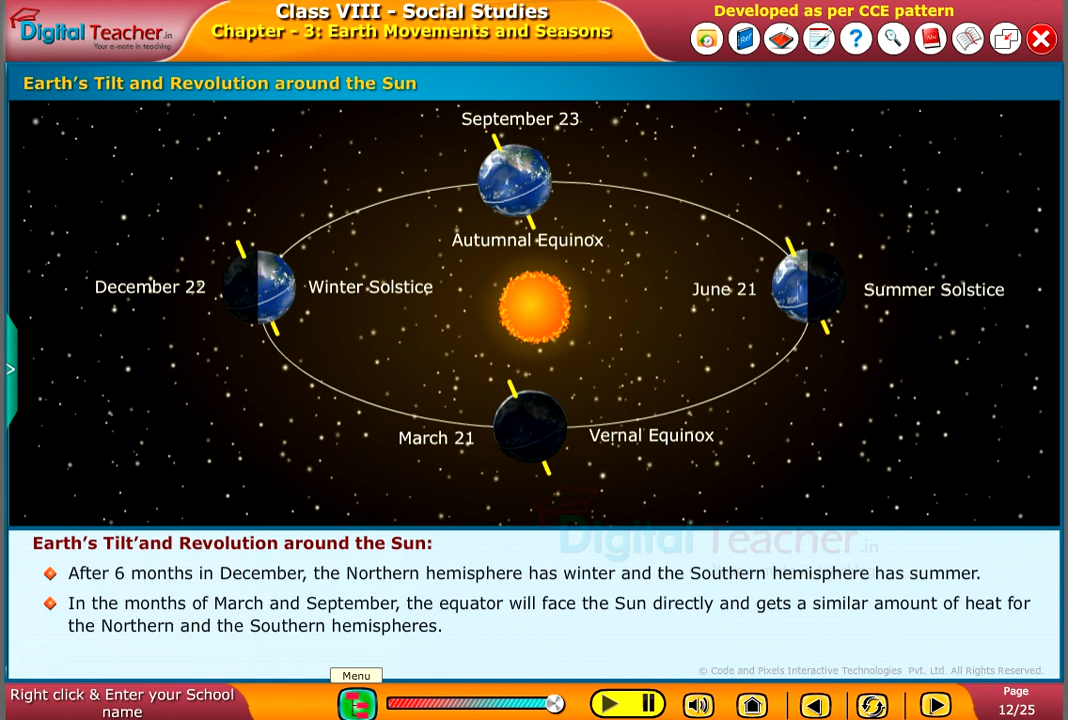 Digital Teacher.in
Your e-mate in teaching
Class VIII - Social Studies
Chapter - 3: Earth Movements and Seasons
Developed as per CCE pattern
Ref
?
Abc
Earth's Tilt and Revolution around the Sun
September 23
Autumnal Equinox
December 22
Winter Solstice
June 21
Summer Solstice
>
March 21
Vernal Equinox
Digital Teacher.in
Earth's Tilt'and Revolution around the Sun:
After 6 months in December, the Northern hemisphere has winter and the Southern hemisphere has summer.
In the months of March and September, the equator will face the Sun directly and gets a similar amount of heat for
the Northern and the Southern hemispheres.
© Code and Pixels Interactive Technologies Pvt. Ltd. All Rights Reserved.
Menu
Right click & Enter your School
name
Page
12/25